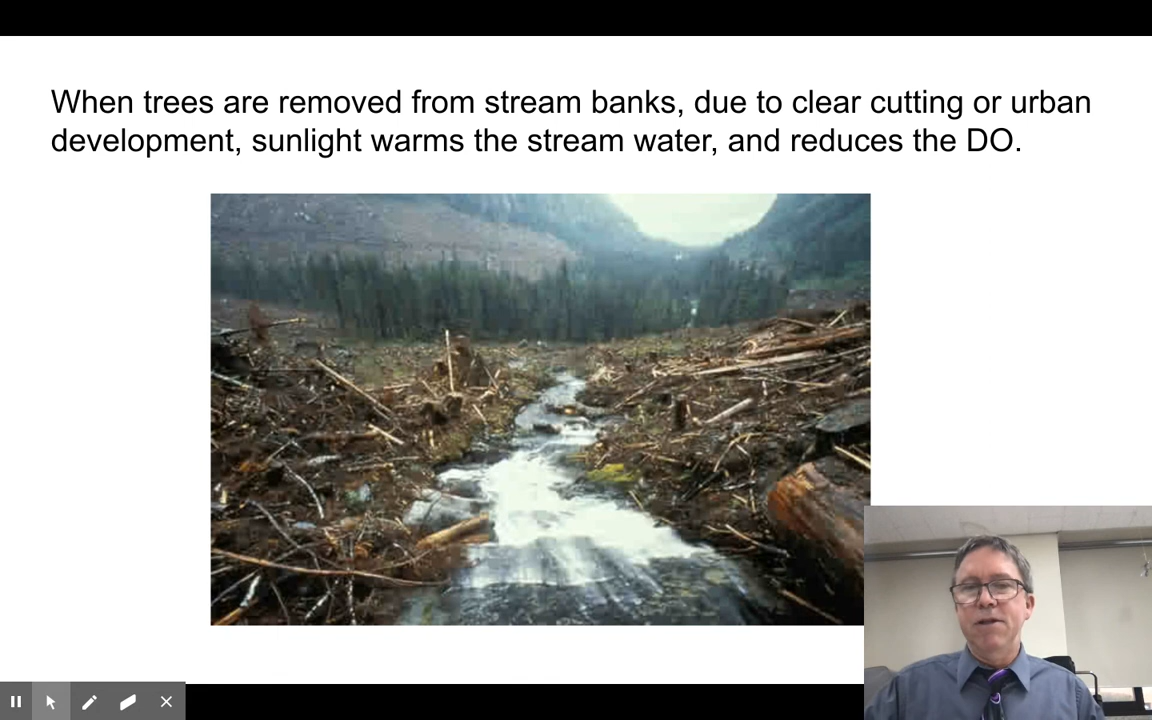 When trees are removed from stream banks, due to clear cutting or urban
development, sunlight warms the stream water, and reduces the DO.